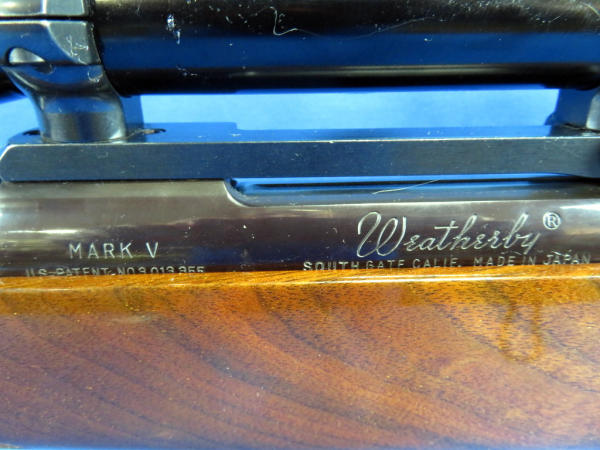 MARK V
U.S. PATENT. NO. 3,013,355
Weatherby®
SOUTH GATE CALIF. MADE IN JAPAN